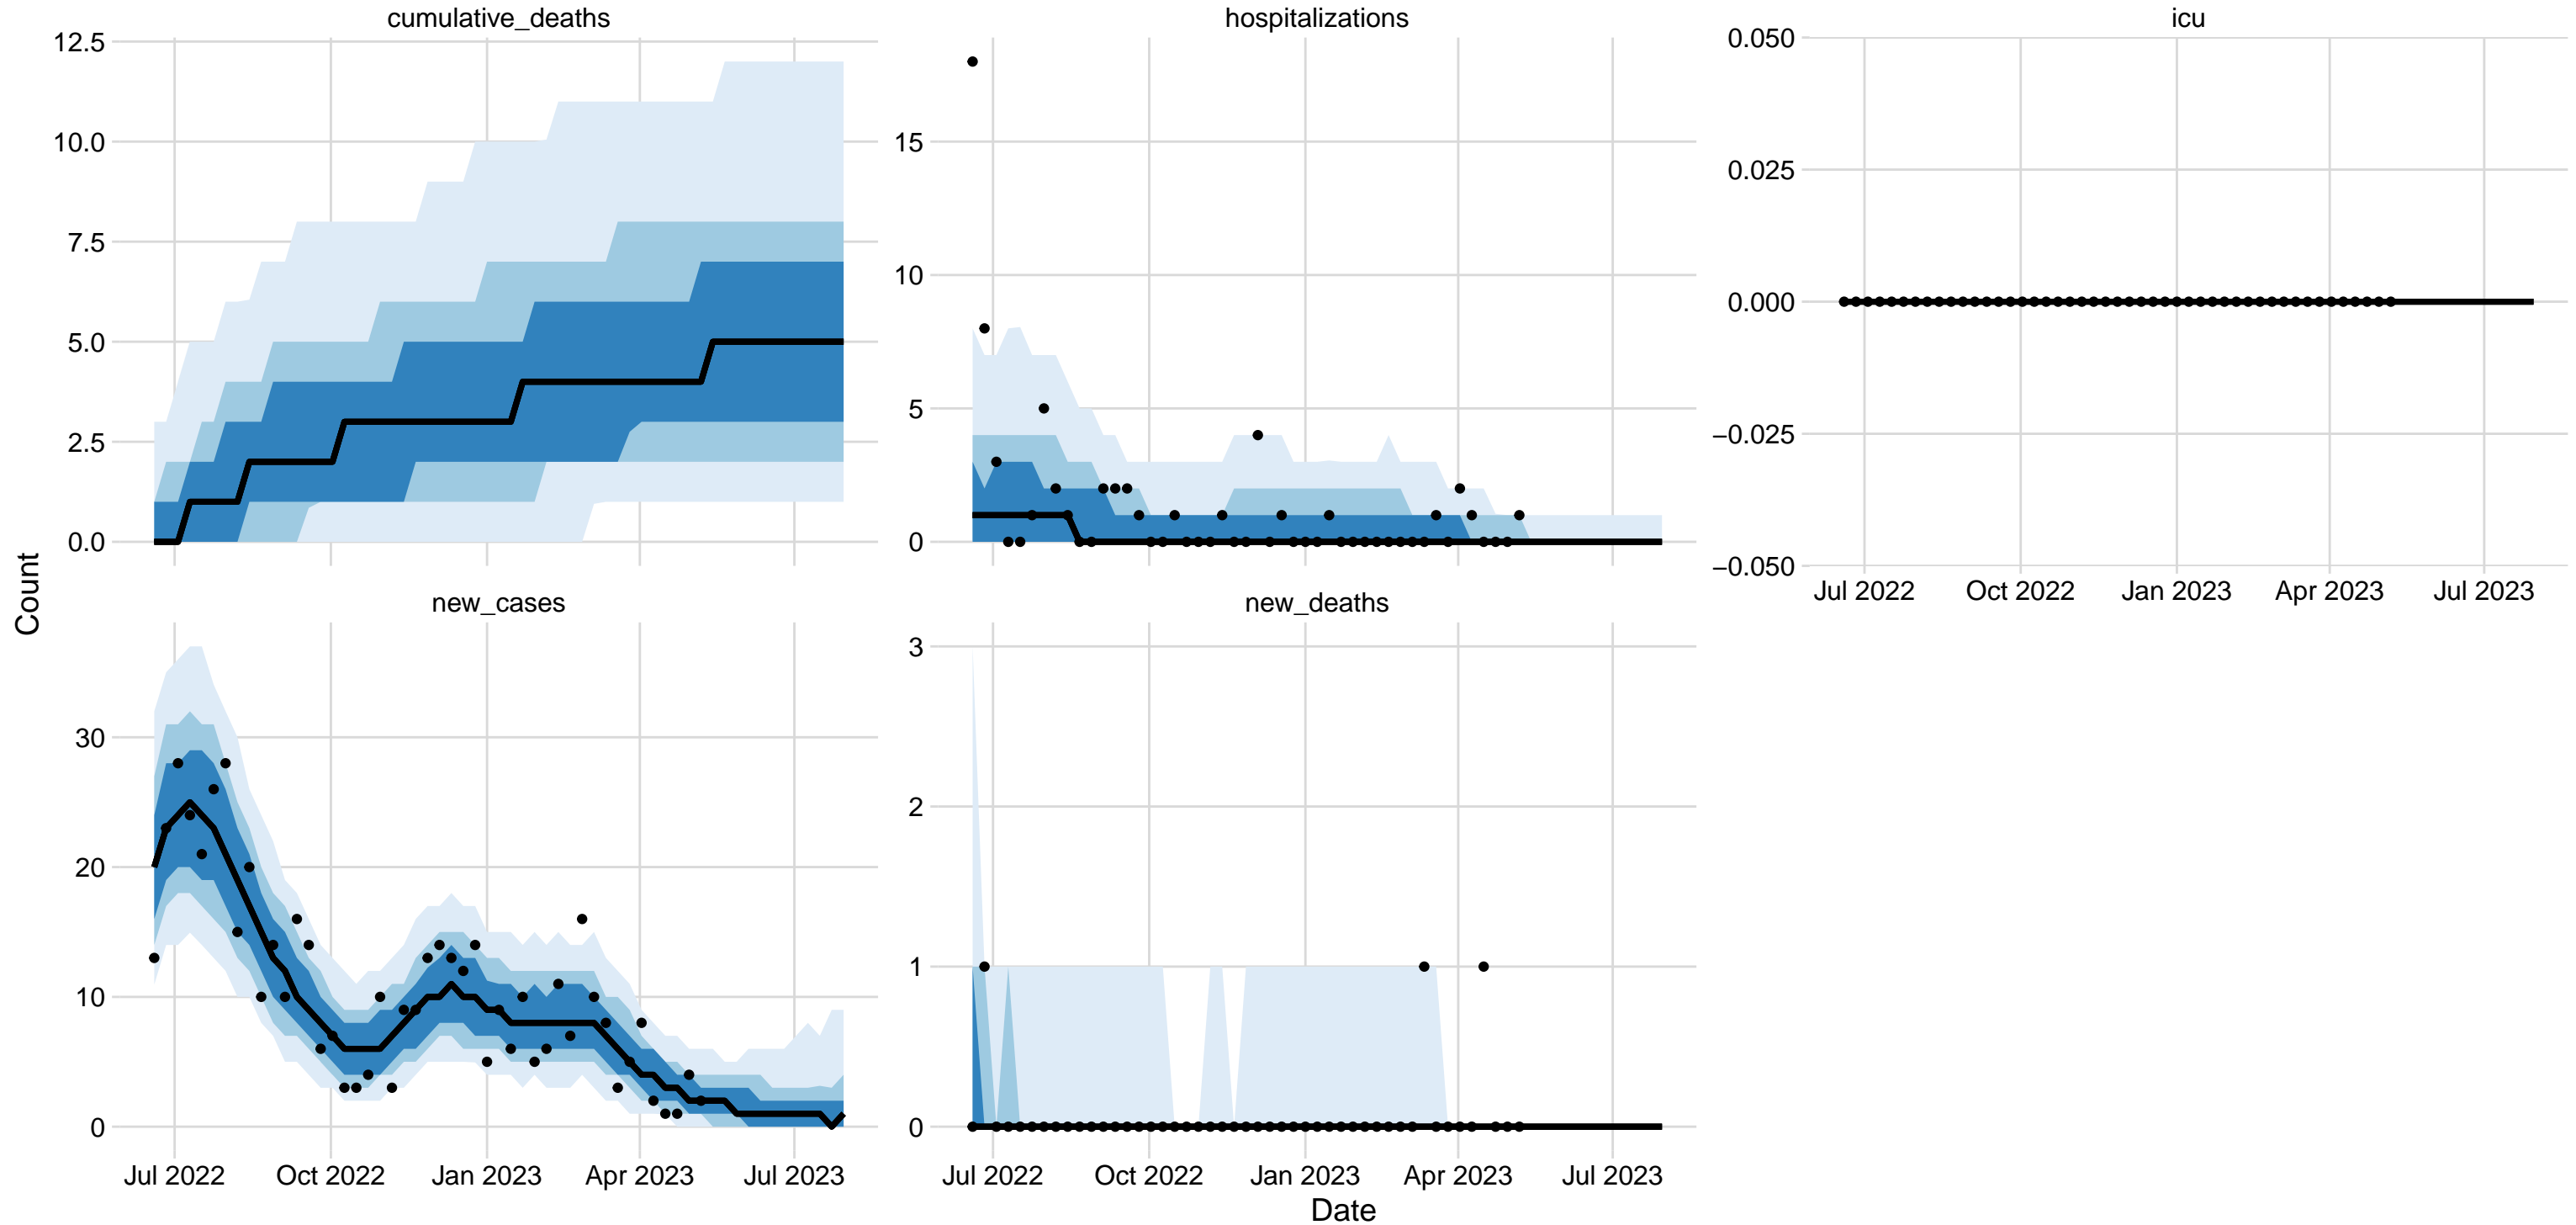 cumulative_deaths
12.5
10.0
7.5
5.0
2.5
0.0
hospitalizations
15
10
5
0
icu
0.050
0.025
0.000
−0.025
−0.050
Jul 2022 Oct 2022 Jan 2023 Apr 2023 Jul 2023
Count
new_cases
30
20
10
0
Jul 2022 Oct 2022 Jan 2023 Apr 2023 Jul 2023
new_deaths
3
2
1
0
Jul 2022 Oct 2022 Jan 2023 Apr 2023 Jul 2023
Date